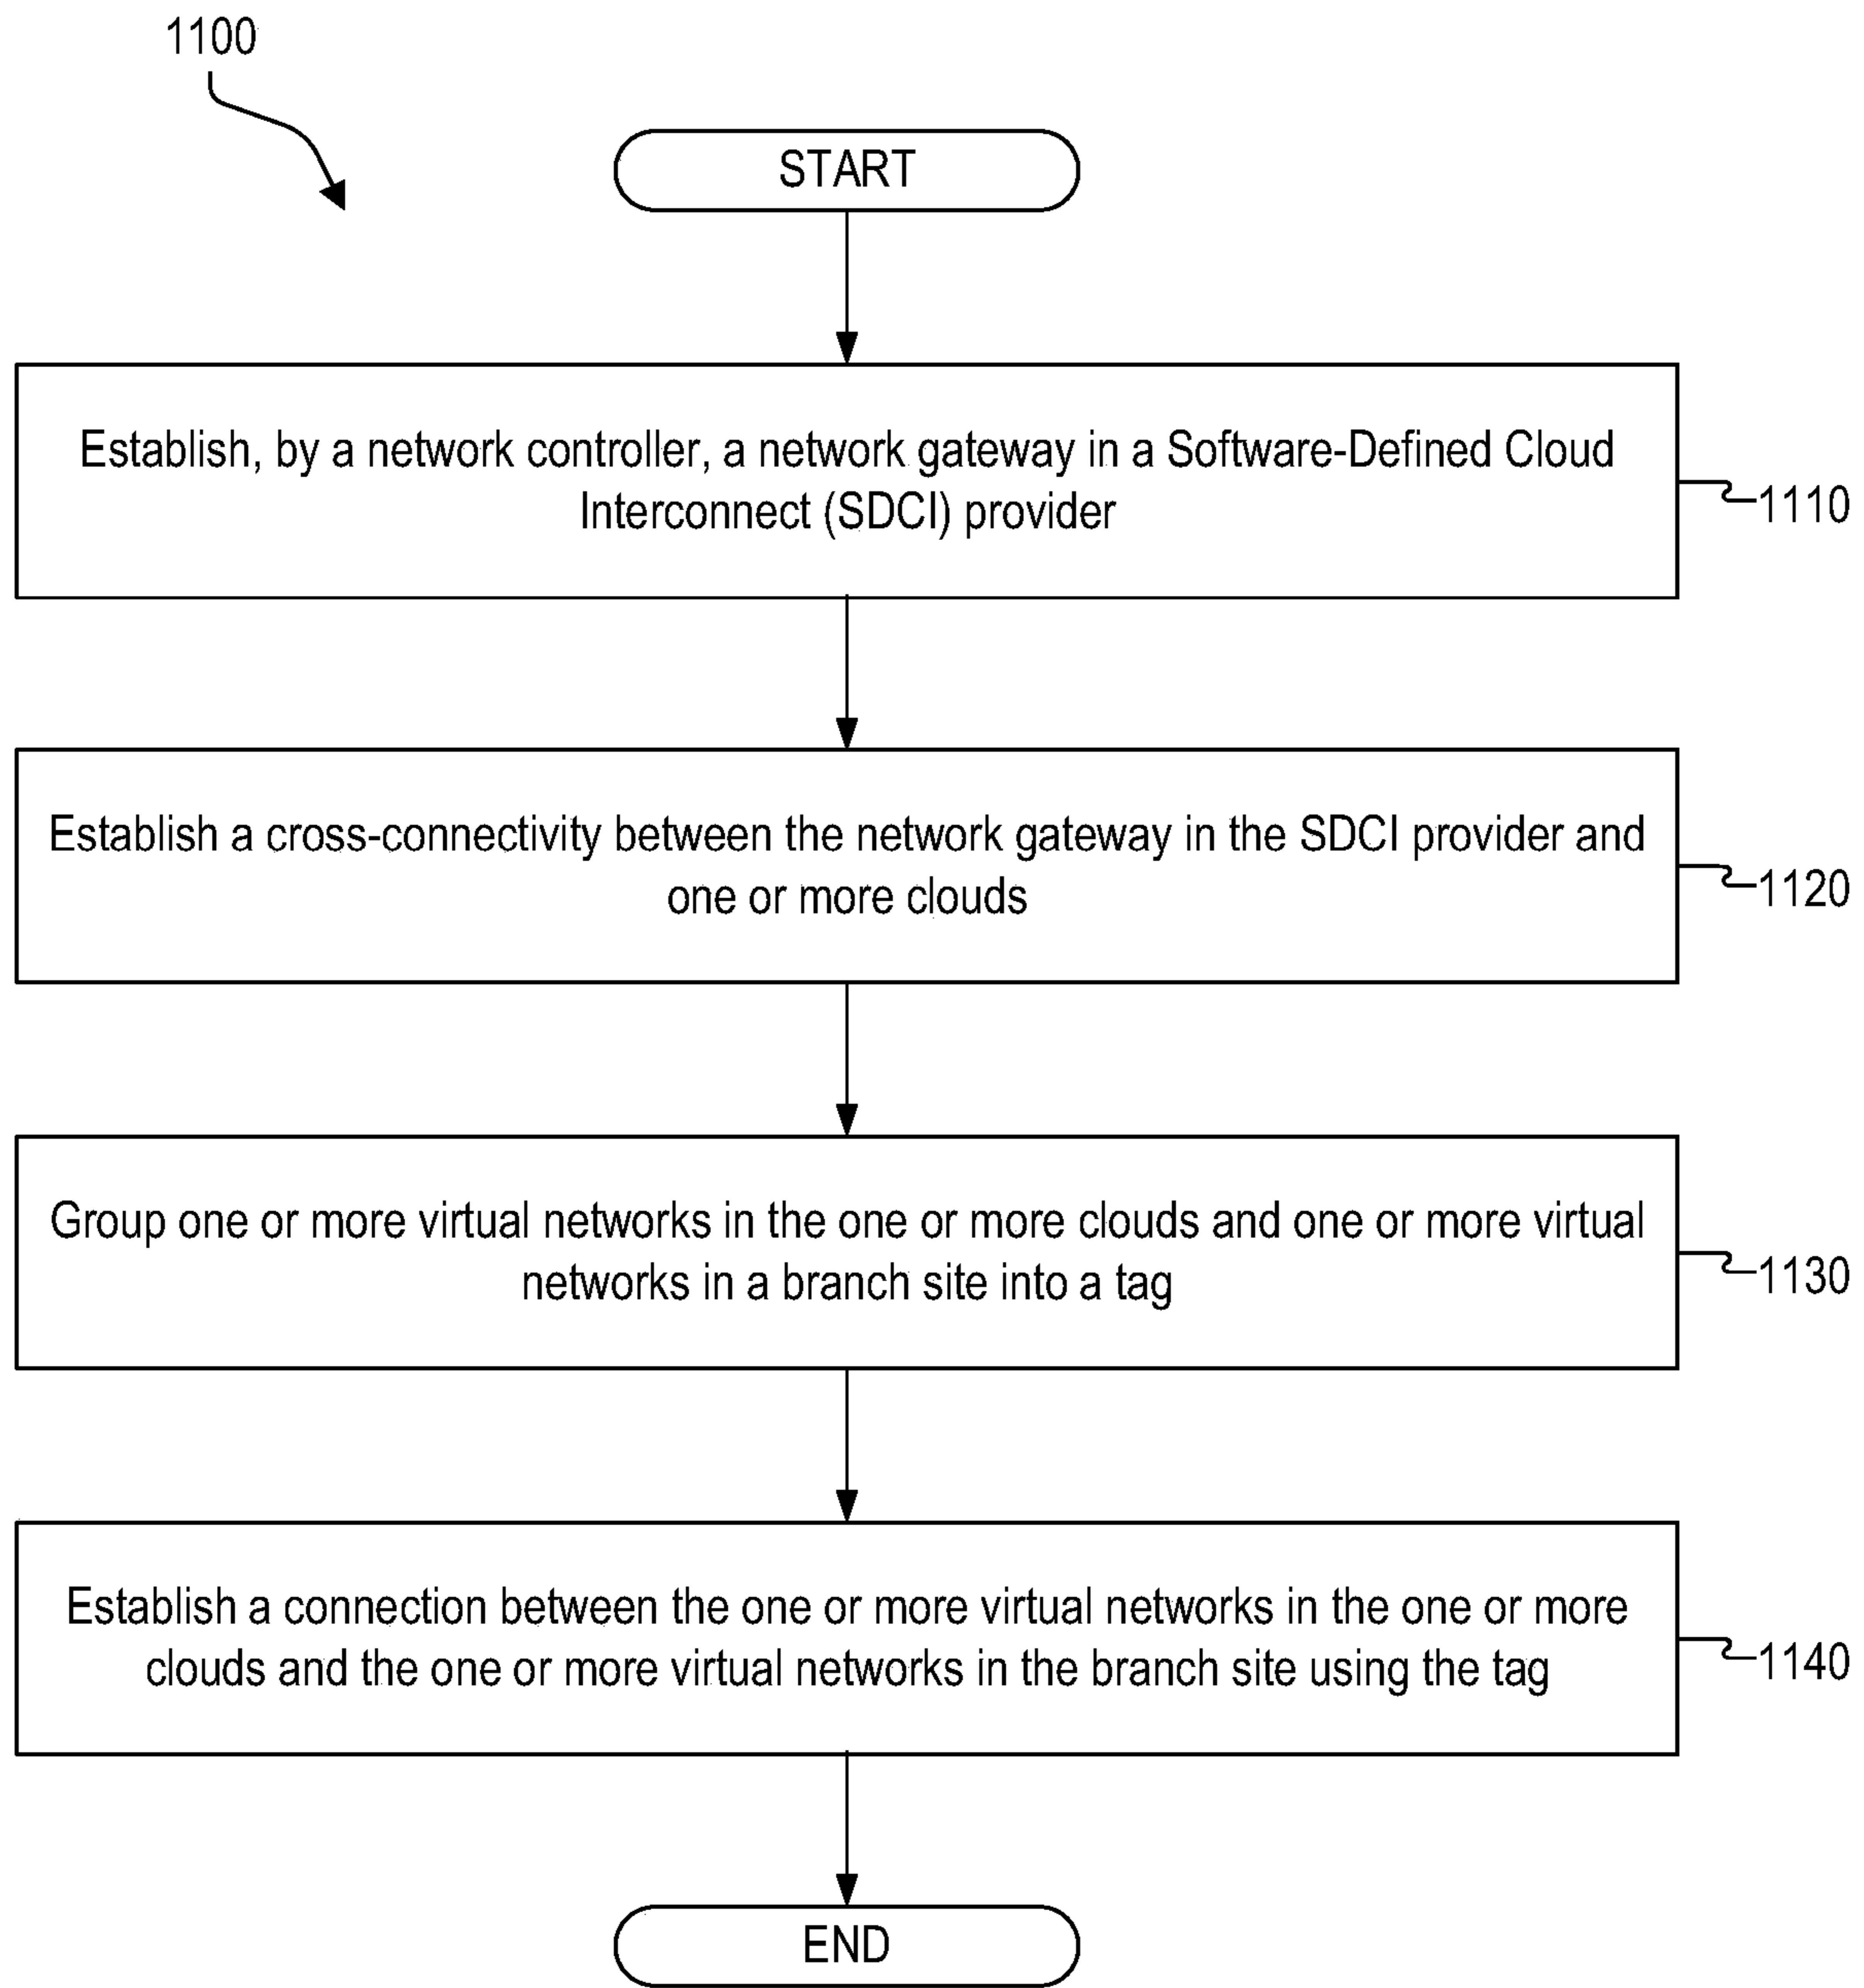 1100
START
Establish, by a network controller, a network gateway in a Software-Defined Cloud
Interconnect (SDCI) provider
1110
Establish a cross-connectivity between the network gateway in the SDCI provider and
one or more clouds
1120
Group one or more virtual networks in the one or more clouds and one or more virtual
networks in a branch site into a tag
1130
Establish a connection between the one or more virtual networks in the one or more
clouds and the one or more virtual networks in the branch site using the tag
1140
END